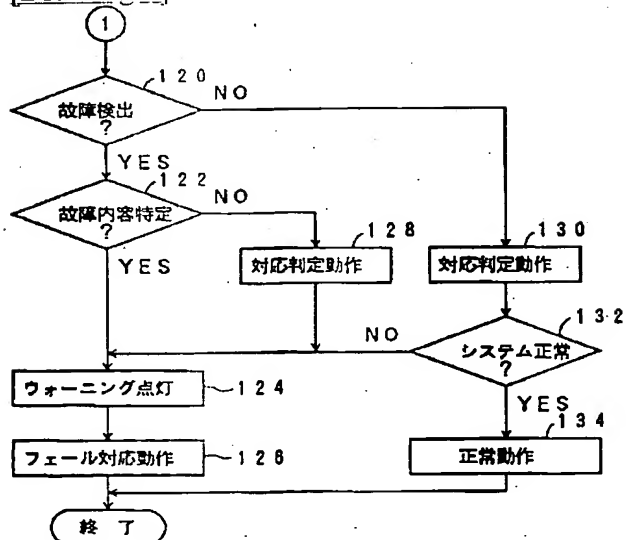 1
120
故障検出
?
NO
YES
122
故障内容特定
?
NO
YES
128
対応判定動作
130
対応判定動作
132
システム正常
?
NO
YES
ウォーニング点灯
124
134
正常動作
フェール対応動作
126
終了